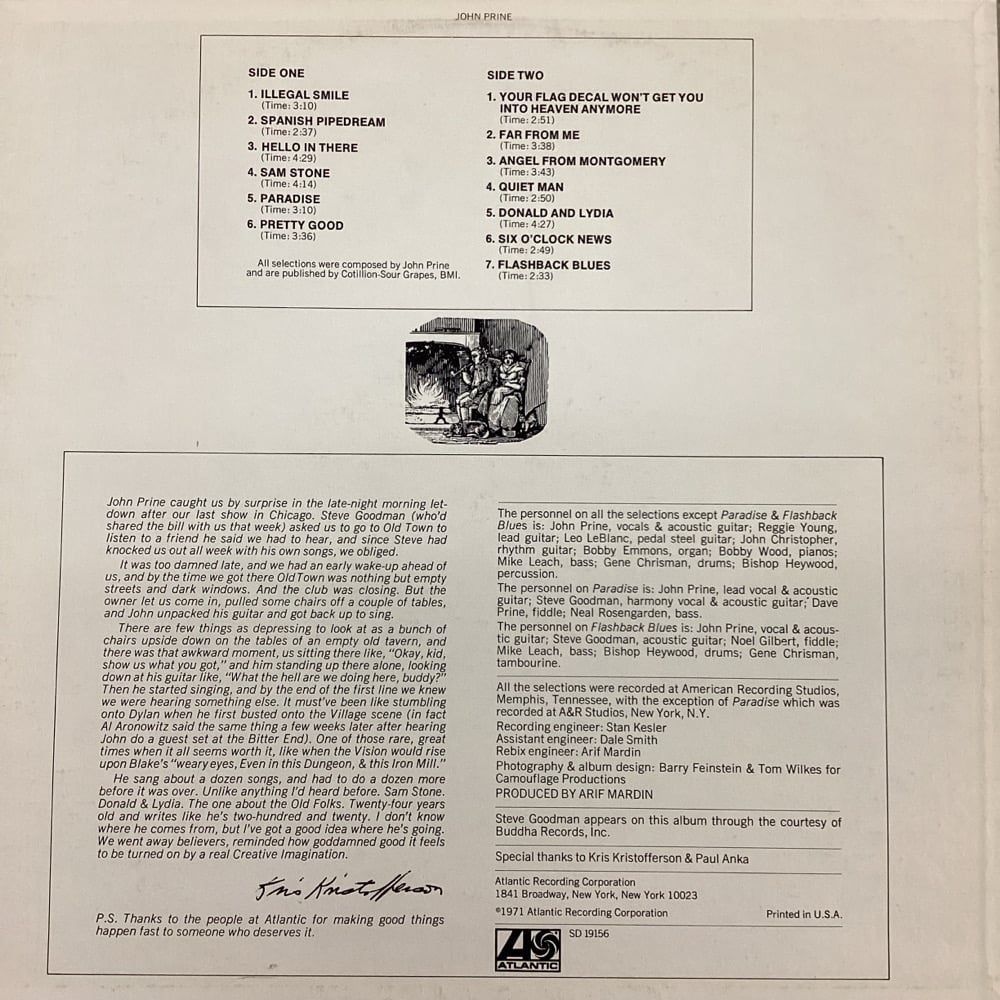 JOHN PRINE
SIDE ONE
1. ILLEGAL SMILE
(Time: 3:10)
2. SPANISH PIPEDREAM
(Time: 2:37)
3. HELLO IN THERE
(Time: 4:29)
4. SAM STONE
(Time: 4:14)
5. PARADISE
(Time: 3:10)
6. PRETTY GOOD
(Time: 3:36)
All selections were composed by John Prine
and are published by Cotillion-Sour Grapes, BMI.
SIDE TWO
1. YOUR FLAG DECAL WON'T GET YOU
INTO HEAVEN ANYMORE
(Time: 2:51)
2. FAR FROM ME
(Time: 3:38)
3. ANGEL FROM MONTGOMERY
(Time: 3:43)
4. QUIET MAN
(Time: 2:50)
5. DONALD AND LYDIA
(Time: 4:27)
6. SIX O'CLOCK NEWS
(Time: 2:49)
7. FLASHBACK BLUES
(Time: 2:33)
John Prine caught us by surprise in the late-night morning let-
down after our last show in Chicago. Steve Goodman (who'd
shared the bill with us that week) asked us to go to Old Town to
listen to a friend he said we had to hear, and since Steve had
knocked us out all week with his own songs, we obliged.
It was too damned late, and we had an early wake-up ahead of
us, and by the time we got there Old Town was nothing but empty
streets and dark windows. And the club was closing. But the
owner let us come in, pulled some chairs off a couple of tables,
and John unpacked his guitar and got back up to sing.
There are few things as depressing to look at as a bunch of
chairs upside down on the tables of an empty old tavern, and
there was that awkward moment, us sitting there like, "Okay, kid,
show us what you got," and him standing up there alone, looking
down at his guitar like, "What the hell are we doing here, buddy?"
Then he started singing, and by the end of the first line we knew
we were hearing something else. It must've been like stumbling
onto Dylan when he first busted onto the Village scene (in fact
Al Aronowitz said the same thing a few weeks later after hearing
John do a guest set at the Bitter End). One of those rare, great
times when it all seems worth it, like when the Vision would rise
upon Blake's "weary eyes, Even in this Dungeon, & this Iron Mill."
He sang about a dozen songs, and had to do a dozen more
before it was over. Unlike anything I'd heard before. Sam Stone.
Donald & Lydia. The one about the Old Folks. Twenty-four years
old and writes like he's two-hundred and twenty. I don't know
where he comes from, but I've got a good idea where he's going.
We went away believers, reminded how goddamned good it feels
to be turned on by a real Creative Imagination.
Kris Kristofferson
P.S. Thanks to the people at Atlantic for making good things
happen fast to someone who deserves it.
The personnel on all the selections except Paradise & Flashback
Blues is: John Prine, vocals & acoustic guitar; Reggie Young,
lead guitar; Leo LeBlanc, pedal steel guitar; John Christopher,
rhythm guitar; Bobby Emmons, organ; Bobby Wood, pianos;
Mike Leach, bass; Gene Chrisman, drums; Bishop Heywood,
percussion.
The personnel on Paradise is: John Prine, lead vocal & acoustic
guitar; Steve Goodman, harmony vocal & acoustic guitar; Dave
Prine, fiddle; Neal Rosengarden, bass.
The personnel on Flashback Blues is: John Prine, vocal & acous-
tic guitar; Steve Goodman, acoustic guitar; Noel Gilbert, fiddle;
Mike Leach, bass; Bishop Heywood, drums; Gene Chrisman,
tambourine.
All the selections were recorded at American Recording Studios,
Memphis, Tennessee, with the exception of Paradise which was
recorded at A&R Studios, New York, N.Y.
Recording engineer: Stan Kesler
Assistant engineer: Dale Smith
Rebix engineer: Arif Mardin
Photography & album design: Barry Feinstein & Tom Wilkes for
Camouflage Productions
PRODUCED BY ARIF MARDIN
Steve Goodman appears on this album through the courtesy of
Buddha Records, Inc.
Special thanks to Kris Kristofferson & Paul Anka
Atlantic Recording Corporation
1841 Broadway, New York, New York 10023
©1971 Atlantic Recording Corporation Printed in U.S.A.
ATLANTIC SD 19156